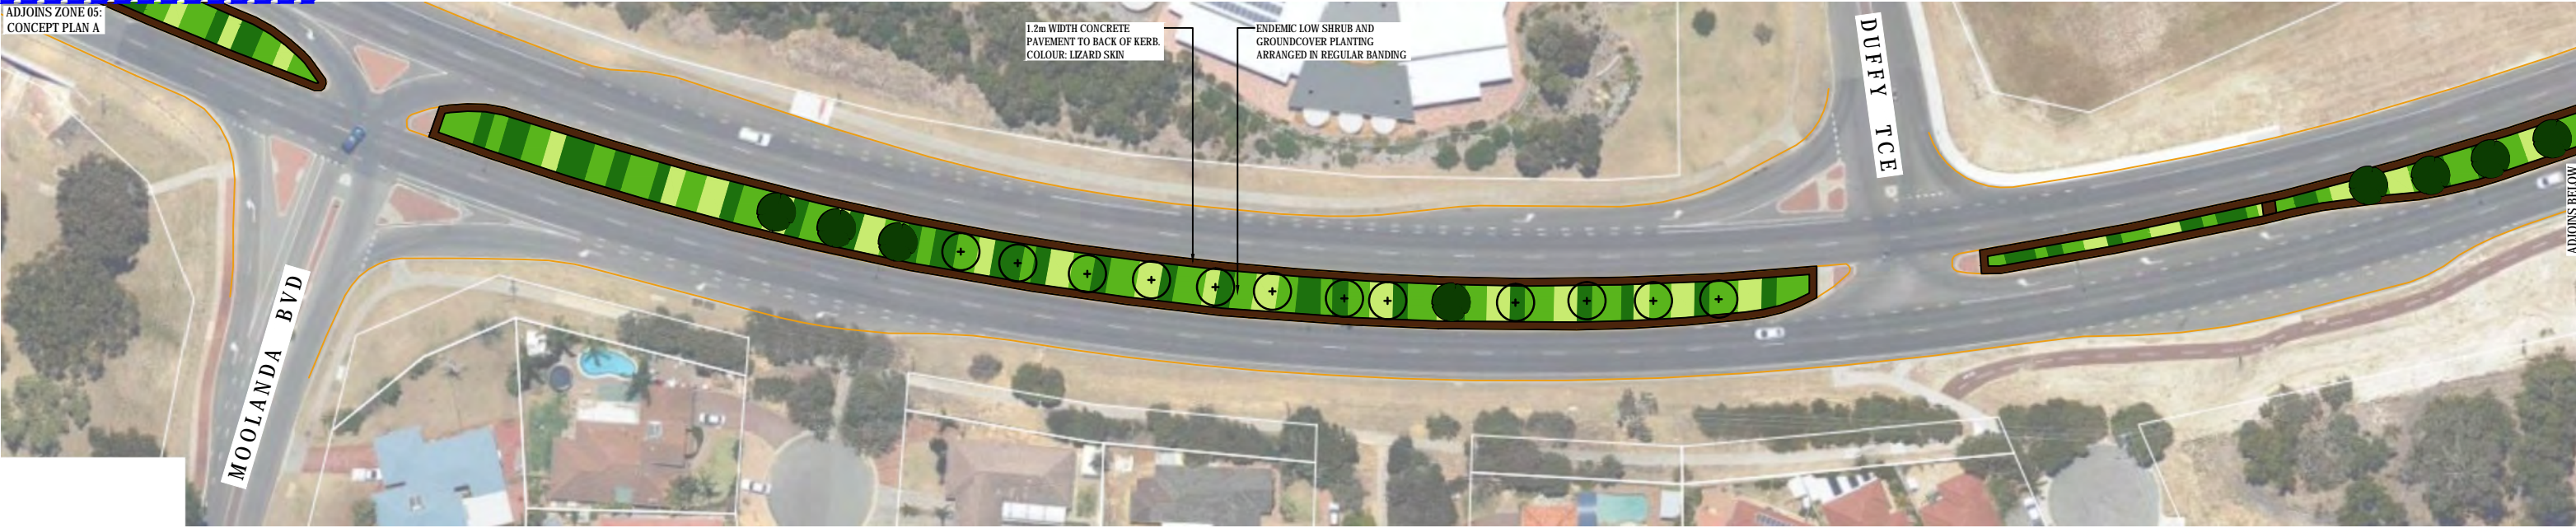 ADJOINS ZONE 05:
CONCEPT PLAN A
1.2m WIDTH CONCRETE
PAVEMENT TO BACK OF KERB.
COLOUR: LIZARD SKIN
ENDEMIC LOW SHRUB AND
GROUNDCOVER PLANTING
ARRANGED IN REGULAR BANDING
DUFFY TCE
MOOLANDA BVD
ADJOINS BELOW